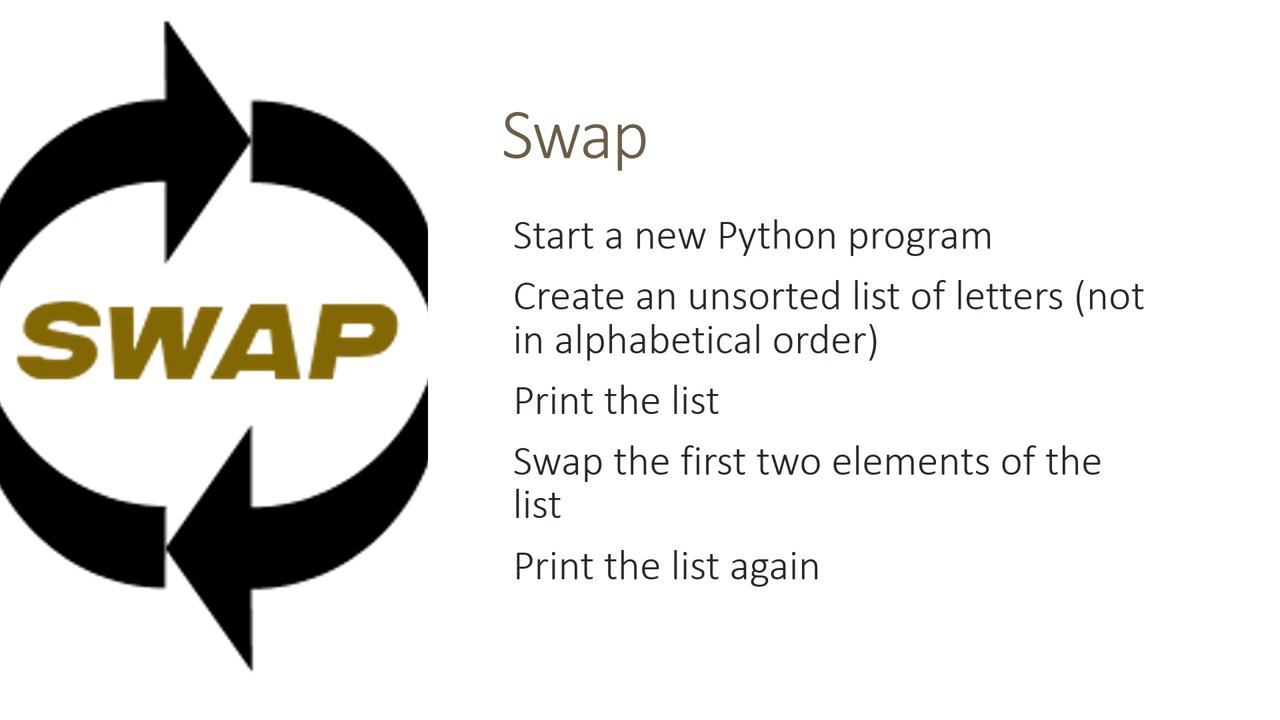 SWAP
Swap
Start a new Python program
Create an unsorted list of letters (not
in alphabetical order)
Print the list
Swap the first two elements of the
list
Print the list again